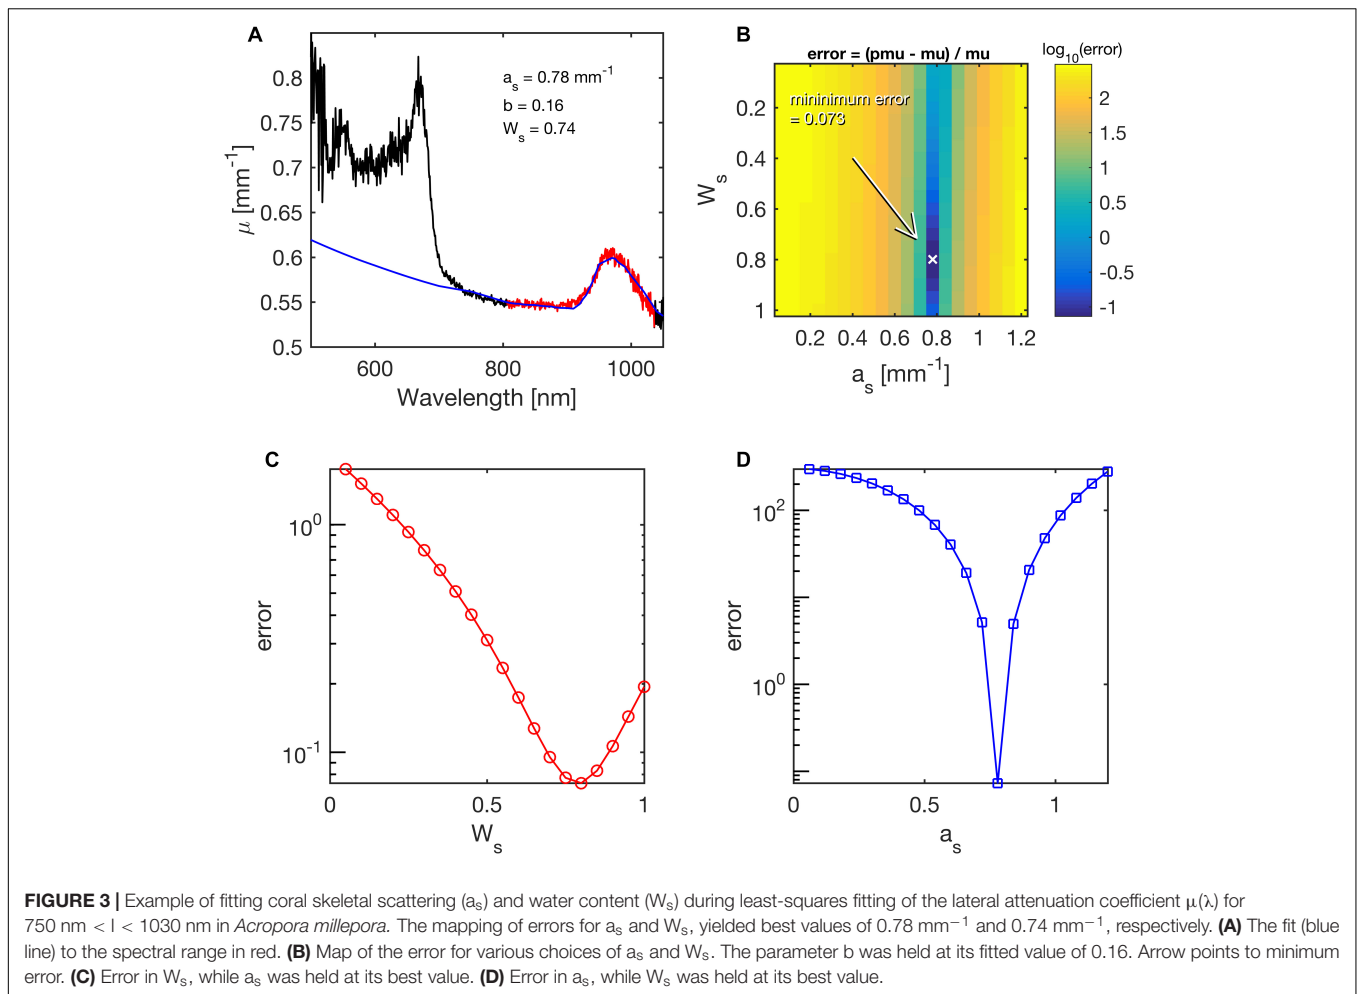 A
μ [mm-1]
0.8
0.75
0.7
0.65
0.6
0.55
0.5
600
800
1000
Wavelength [nm]
as = 0.78 mm-1
b = 0.16
Ws = 0.74
B
error = (pmu - mu) / mu
log10(error)
mininimum error
= 0.073
Ws
0.2
0.4
0.6
0.8
1
0.2
0.4
0.6
0.8
1
1.2
as [mm-1]
2
1.5
1
0.5
0
-0.5
-1
C
error
100
10-1
0
0.5
1
Ws
D
error
102
100
0
0.5
1
as
FIGURE 3 | Example of fitting coral skeletal scattering (as) and water content (Ws) during least-squares fitting of the lateral attenuation coefficient μ(λ) for
750 nm < l < 1030 nm in Acropora millepora. The mapping of errors for as and Ws, yielded best values of 0.78 mm−1 and 0.74 mm−1, respectively. (A) The fit (blue
line) to the spectral range in red. (B) Map of the error for various choices of as and Ws. The parameter b was held at its fitted value of 0.16. Arrow points to minimum
error. (C) Error in Ws, while as was held at its best value. (D) Error in as, while Ws was held at its best value.